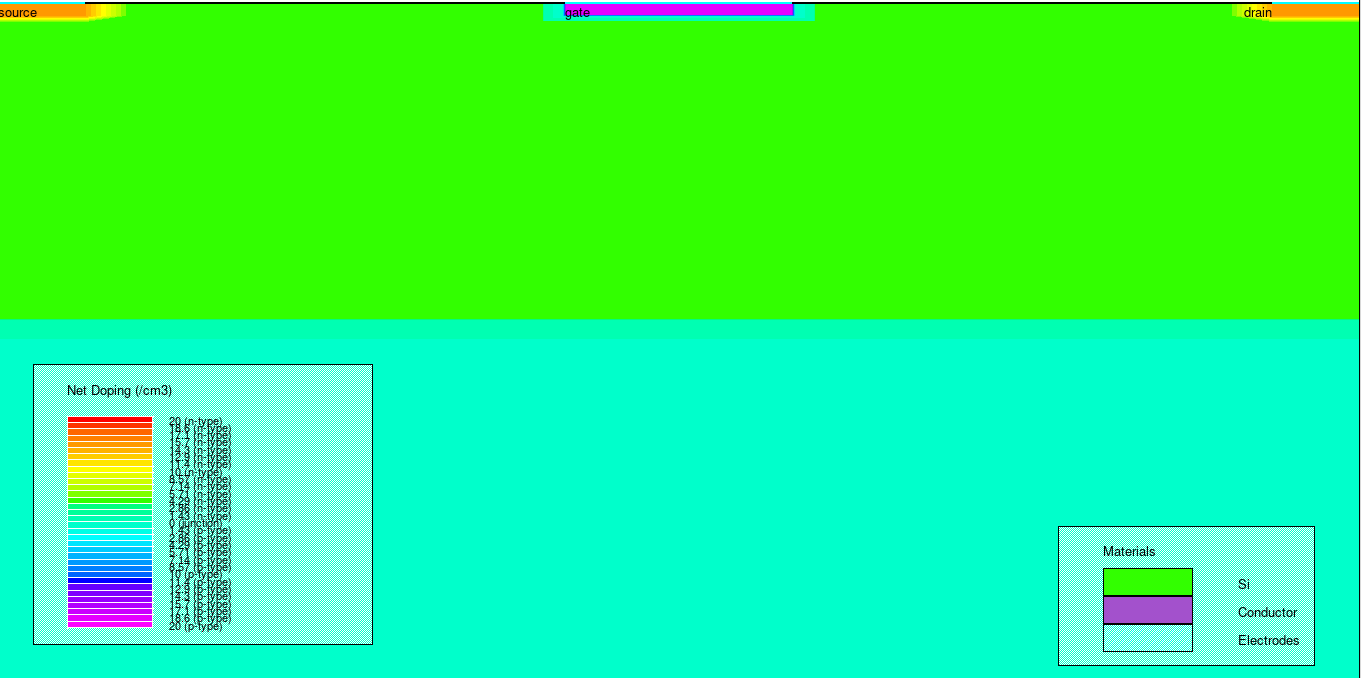 source
gate
drain
Net Doping (/cm3)
20 (n-type)
18.6 (n-type)
17.1 (n-type)
15.7 (n-type)
14.3 (n-type)
12.9 (n-type)
11.4 (n-type)
10 (n-type)
8.57 (n-type)
7.14 (n-type)
5.71 (n-type)
4.29 (n-type)
2.86 (n-type)
1.43 (n-type)
0 (junction)
1.43 (p-type)
2.86 (p-type)
4.29 (p-type)
5.71 (p-type)
7.14 (p-type)
8.57 (p-type)
10 (p-type)
11.4 (p-type)
12.9 (p-type)
14.3 (p-type)
15.7 (p-type)
17.1 (p-type)
18.6 (p-type)
20 (p-type)
Materials
Si
Conductor
Electrodes